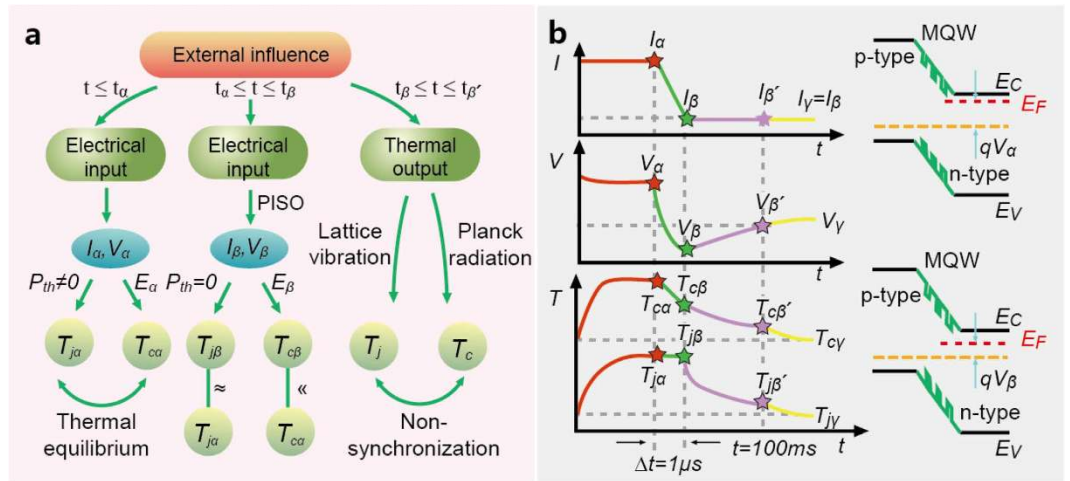 a
External influence
t ≤ tα
tα ≤ t ≤ tβ
tβ ≤ t ≤ tβ′
Electrical
input
Electrical
input
Thermal
output
PISO
Lattice
vibration
Planck
radiation
Iα,Vα
Iβ,Vβ
Pth≠0
Eα
Pth=0
Eβ
Tjα
Tcα
Tjβ
Tcβ
Tj
Tc
≈
«
Thermal
equilibrium
Tjα
Tcα
Non-
synchronization
b
I
Iα
Iβ
Iβ′
Iγ=Iβ
t
V
Vα
Vβ
Vβ′
Vγ
t
T
Tcα
Tcβ
Tcβ′
Tcγ
Tjα
Tjβ
Tjβ′
Tjγ
t
Δt=1μs
t=100ms
MQW
p-type
EC
EF
qVα
n-type
EV
MQW
p-type
EC
EF
qVβ
n-type
EV